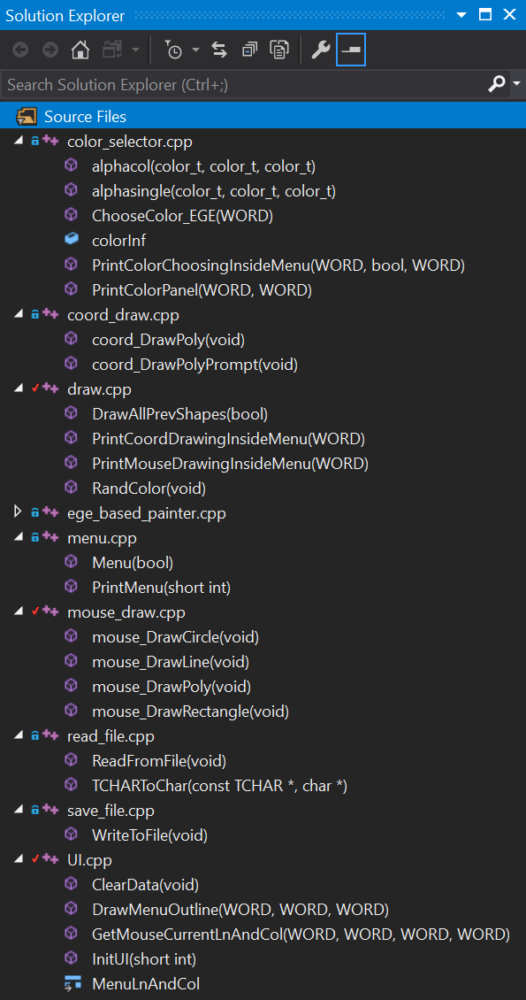 Solution Explorer
Search Solution Explorer (Ctrl+;)
Source Files
color_selector.cpp
alphacol(color_t, color_t, color_t)
alphasingle(color_t, color_t, color_t)
ChooseColor_EGE(WORD)
colorInf
PrintColorChoosingInsideMenu(WORD, bool, WORD)
PrintColorPanel(WORD, WORD)
coord_draw.cpp
coord_DrawPoly(void)
coord_DrawPolyPrompt(void)
draw.cpp
DrawAllPrevShapes(bool)
PrintCoordDrawingInsideMenu(WORD)
PrintMouseDrawingInsideMenu(WORD)
RandColor(void)
ege_based_painter.cpp
menu.cpp
Menu(bool)
PrintMenu(short int)
mouse_draw.cpp
mouse_DrawCircle(void)
mouse_DrawLine(void)
mouse_DrawPoly(void)
mouse_DrawRectangle(void)
read_file.cpp
ReadFromFile(void)
TCHARToChar(const TCHAR *, char *)
save_file.cpp
WriteToFile(void)
UI.cpp
ClearData(void)
DrawMenuOutline(WORD, WORD, WORD)
GetMouseCurrentLnAndCol(WORD, WORD, WORD, WORD)
InitUI(short int)
MenuLnAndCol